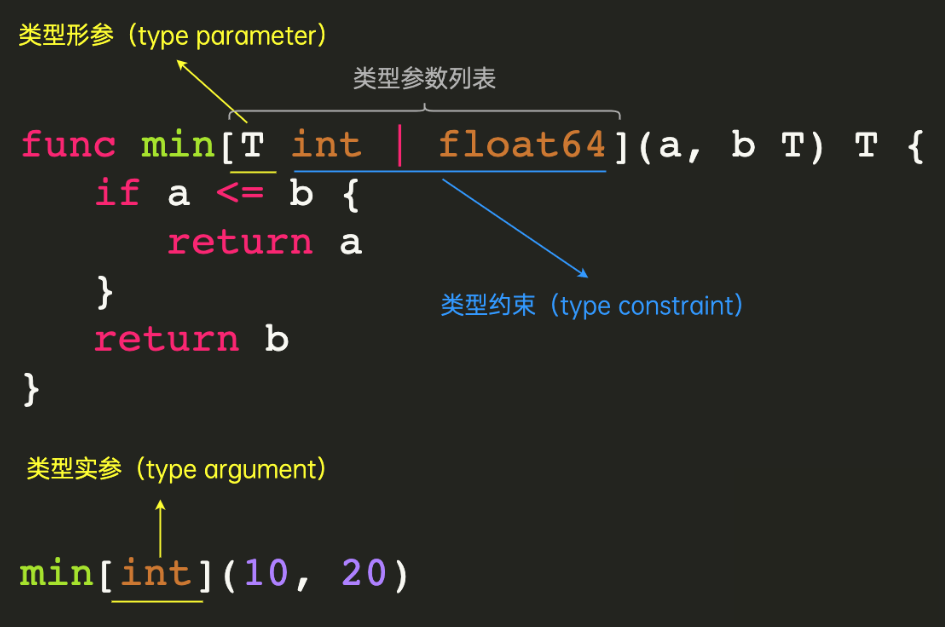 类型形参（type parameter）
类型参数列表
func min[T int | float64](a, b T) T {
    if a <= b {
        return a
    }
    类型约束（type constraint）
    return b
}
类型实参（type argument）
min[int](10, 20)